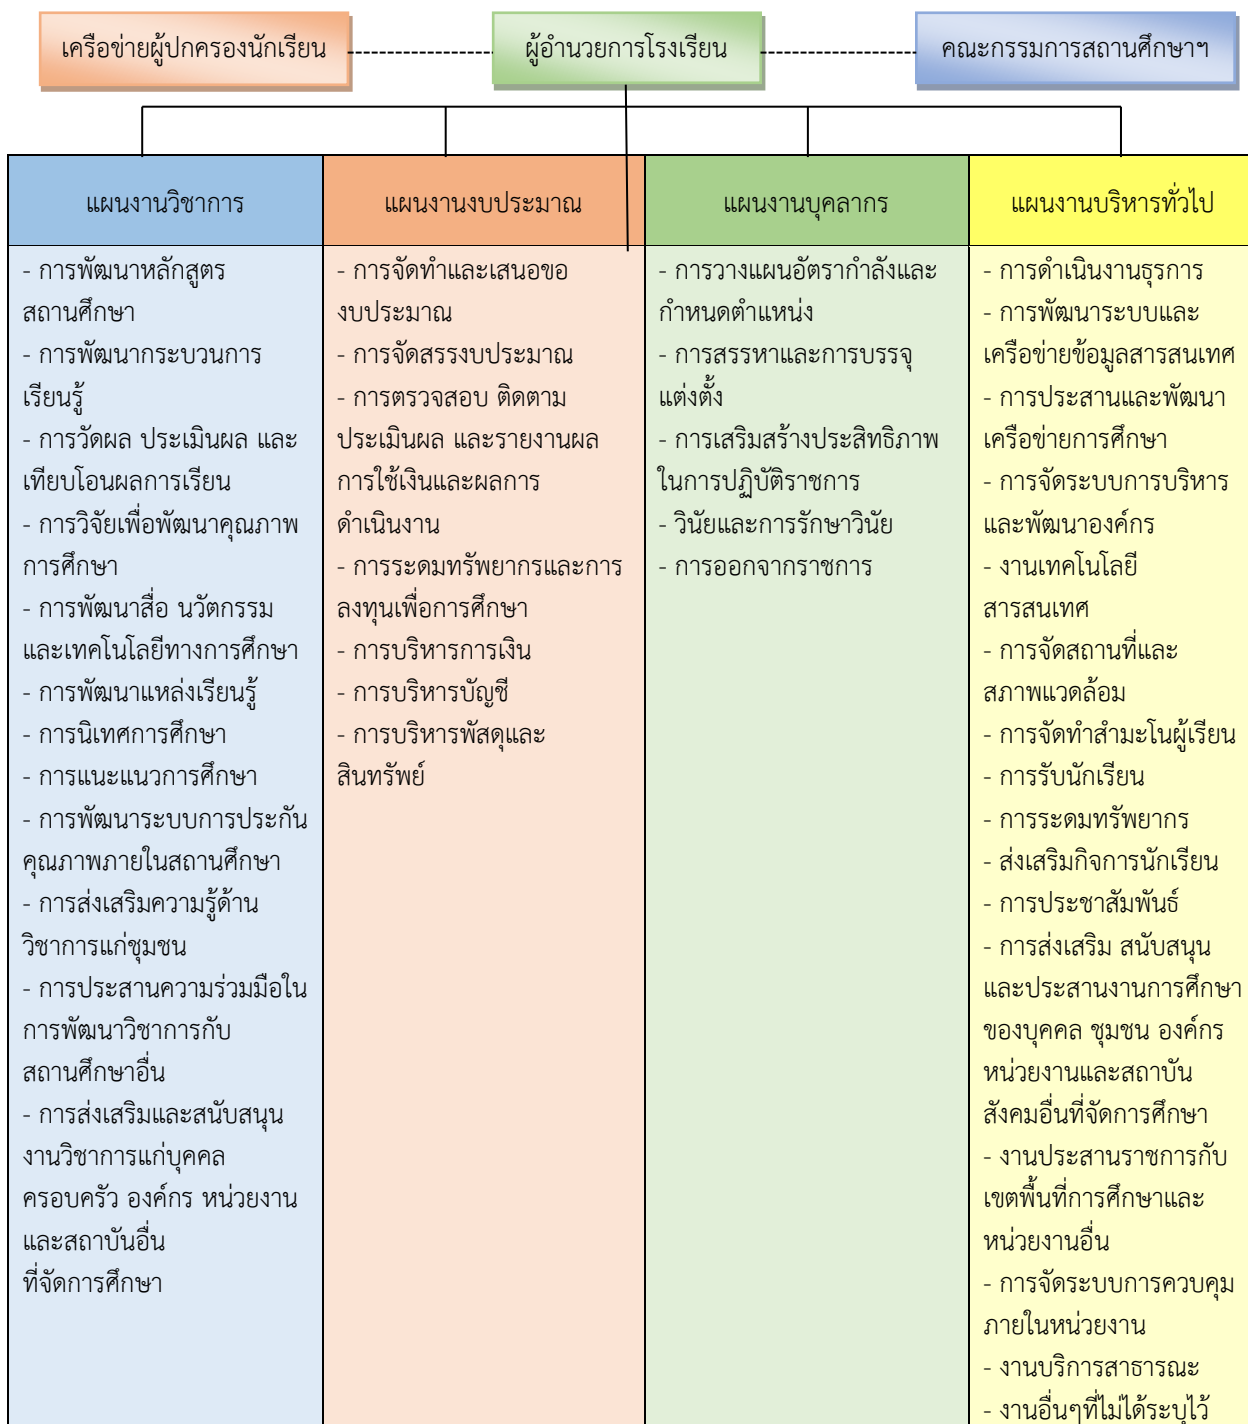 เครือข่ายผู้ปกครองนักเรียน
ผู้อำนวยการโรงเรียน
คณะกรรมการสถานศึกษาฯ
แผนงานวิชาการ
- การพัฒนาหลักสูตร
สถานศึกษา
- การพัฒนากระบวนการ
เรียนรู้
- การวัดผล ประเมินผล และ
เทียบโอนผลการเรียน
- การวิจัยเพื่อพัฒนาคุณภาพ
การศึกษา
- การพัฒนาสื่อ นวัตกรรม
และเทคโนโลยีทางการศึกษา
- การพัฒนาแหล่งเรียนรู้
- การนิเทศการศึกษา
- การแนะแนวการศึกษา
- การพัฒนาระบบการประกัน
คุณภาพภายในสถานศึกษา
- การส่งเสริมความรู้ด้าน
วิชาการแก่ชุมชน
- การประสานความร่วมมือใน
การพัฒนาวิชาการกับ
สถานศึกษาอื่น
- การส่งเสริมและสนับสนุน
งานวิชาการแก่บุคคล
ครอบครัว องค์กร หน่วยงาน
และสถาบันอื่น
ที่จัดการศึกษา
แผนงานงบประมาณ
- การจัดทำและเสนอขอ
งบประมาณ
- การจัดสรรงบประมาณ
- การตรวจสอบ ติดตาม
ประเมินผล และรายงานผล
การใช้เงินและผลการ
ดำเนินงาน
- การระดมทรัพยากรและการ
ลงทุนเพื่อการศึกษา
- การบริหารการเงิน
- การบริหารบัญชี
- การบริหารพัสดุและ
สินทรัพย์
แผนงานบุคลากร
- การวางแผนอัตรากำลังและ
กำหนดตำแหน่ง
- การสรรหาและการบรรจุ
แต่งตั้ง
- การเสริมสร้างประสิทธิภาพ
ในการปฏิบัติราชการ
- วินัยและการรักษาวินัย
- การออกจากราชการ
แผนงานบริหารทั่วไป
- การดำเนินงานธุรการ
- การพัฒนาระบบและ
เครือข่ายข้อมูลสารสนเทศ
- การประสานและพัฒนา
เครือข่ายการศึกษา
- การจัดระบบการบริหาร
และพัฒนาองค์กร
- งานเทคโนโลยี
สารสนเทศ
- การจัดสถานที่และ
สภาพแวดล้อม
- การจัดทำสำมะโนผู้เรียน
- การรับนักเรียน
- การระดมทรัพยากร
- ส่งเสริมกิจการนักเรียน
- การประชาสัมพันธ์
- การส่งเสริม สนับสนุน
และประสานงานการศึกษา
ของบุคคล ชุมชน องค์กร
หน่วยงานและสถาบัน
สังคมอื่นที่จัดการศึกษา
- งานประสานราชการกับ
เขตพื้นที่การศึกษาและ
หน่วยงานอื่น
- การจัดระบบการควบคุม
ภายในหน่วยงาน
- งานบริการสาธารณะ
- งานอื่นๆที่ไม่ได้ระบุไว้